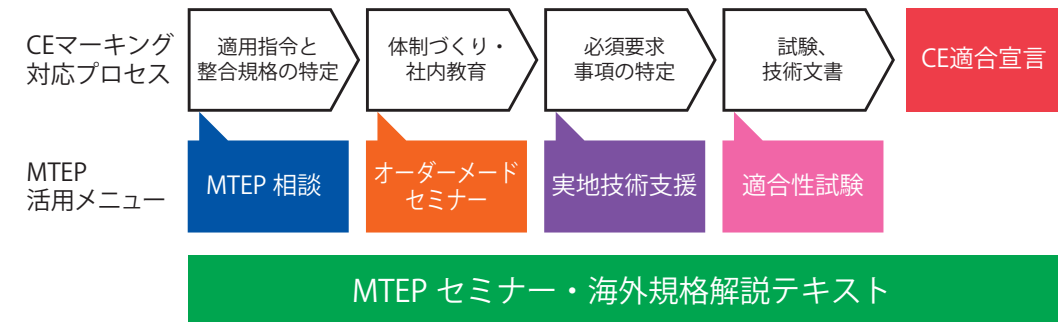 CEマーキング
対応プロセス
適用指令と
整合規格の特定
体制づくり・
社内教育
必須要求
事項の特定
試験、
技術文書
CE適合宣言
MTEP
活用メニュー
MTEP 相談
オーダーメード
セミナー
実地技術支援
適合性試験
MTEP セミナー・海外規格解説テキスト